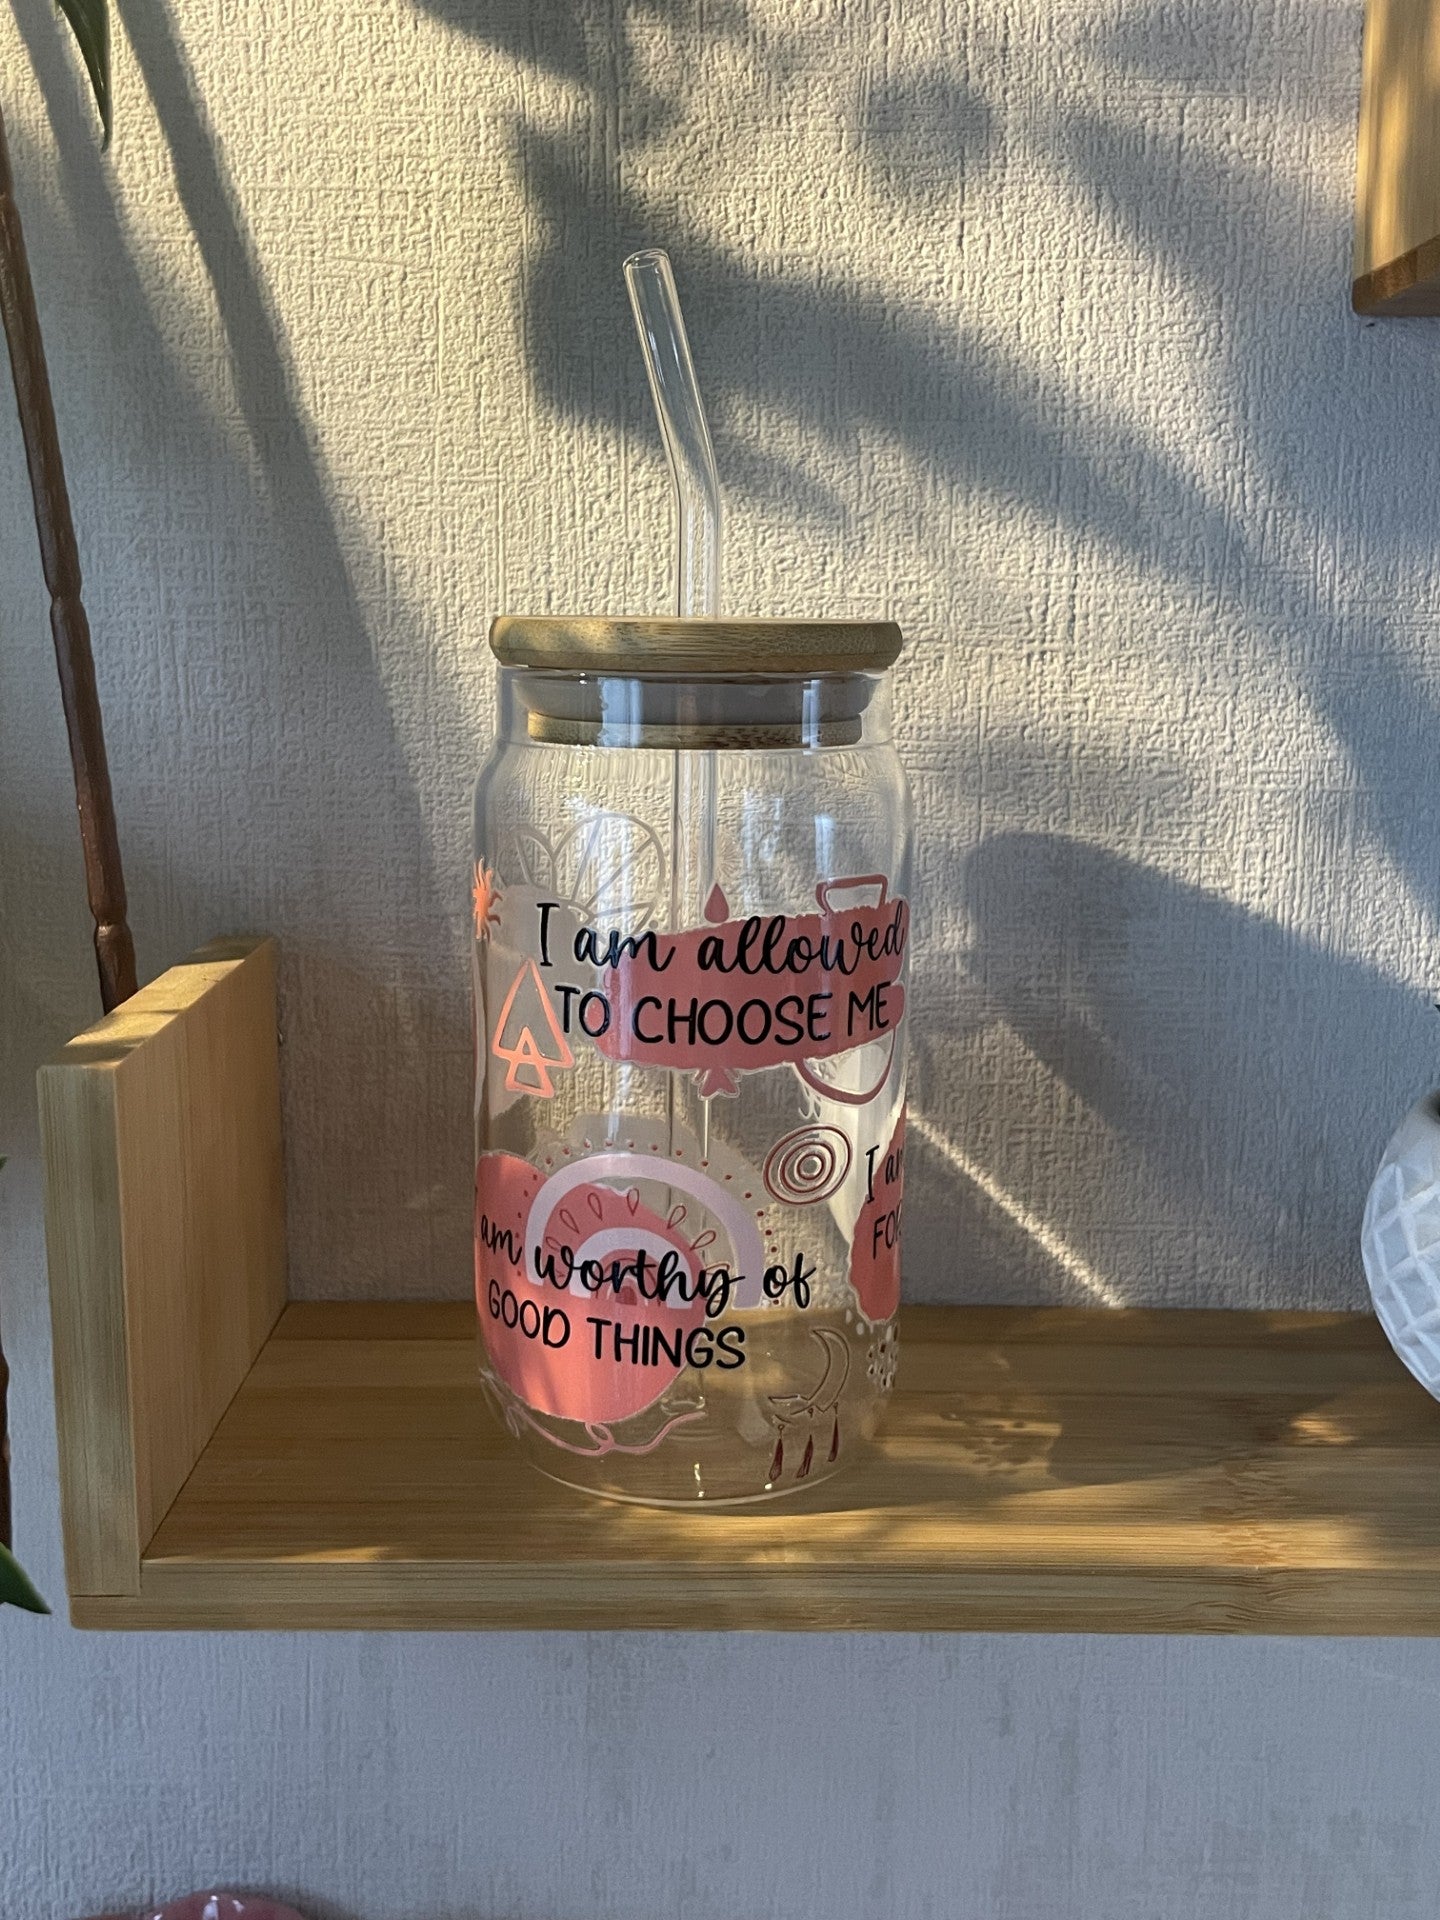 I am allowed
TO CHOOSE ME
am worthy of
GOOD THINGS
I